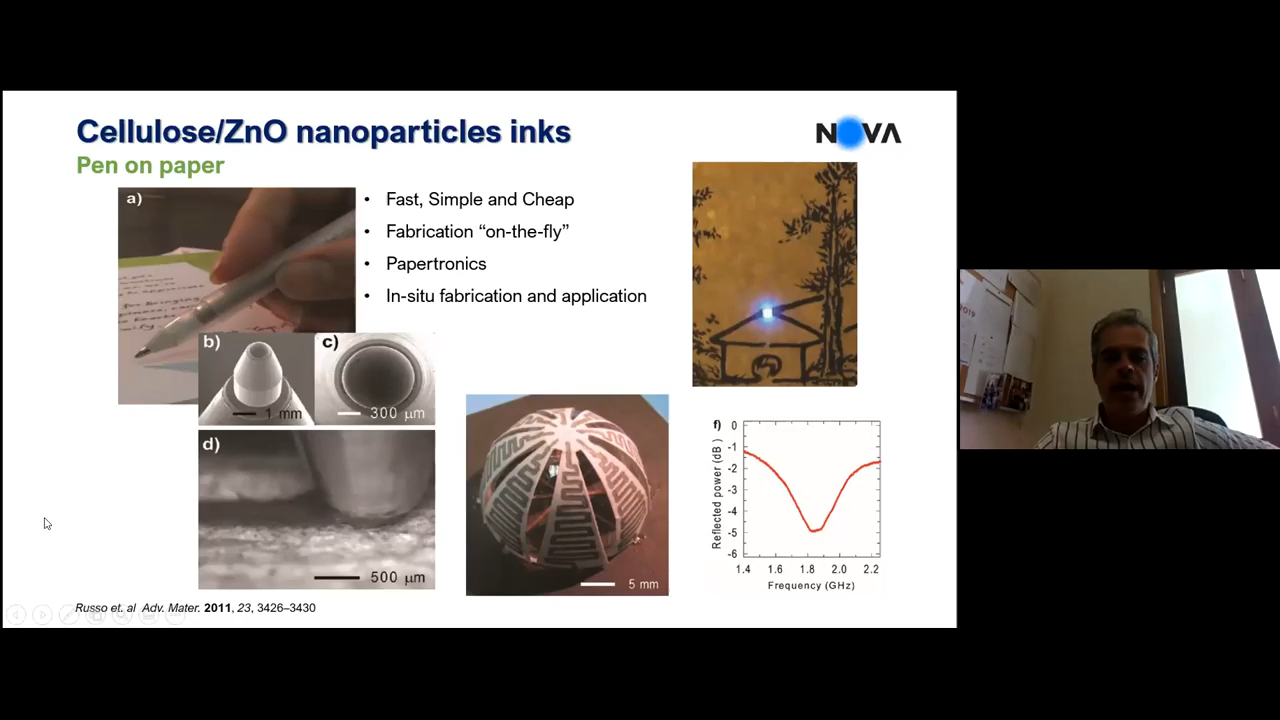 Cellulose/ZnO nanoparticles inks
NOVA
Pen on paper
a)
• Fast, Simple and Cheap
• Fabrication “on-the-fly”
• Papertronics
• In-situ fabrication and application
b)
1 mm
c)
300 μm
d)
500 μm
5 mm
f)
Reflected power (dB )
0
-1
-2
-3
-4
-5
-6
1.4 1.6 1.8 2.0 2.2
Frequency (GHz)
Russo et. al Adv. Mater. 2011, 23, 3426–3430
2019